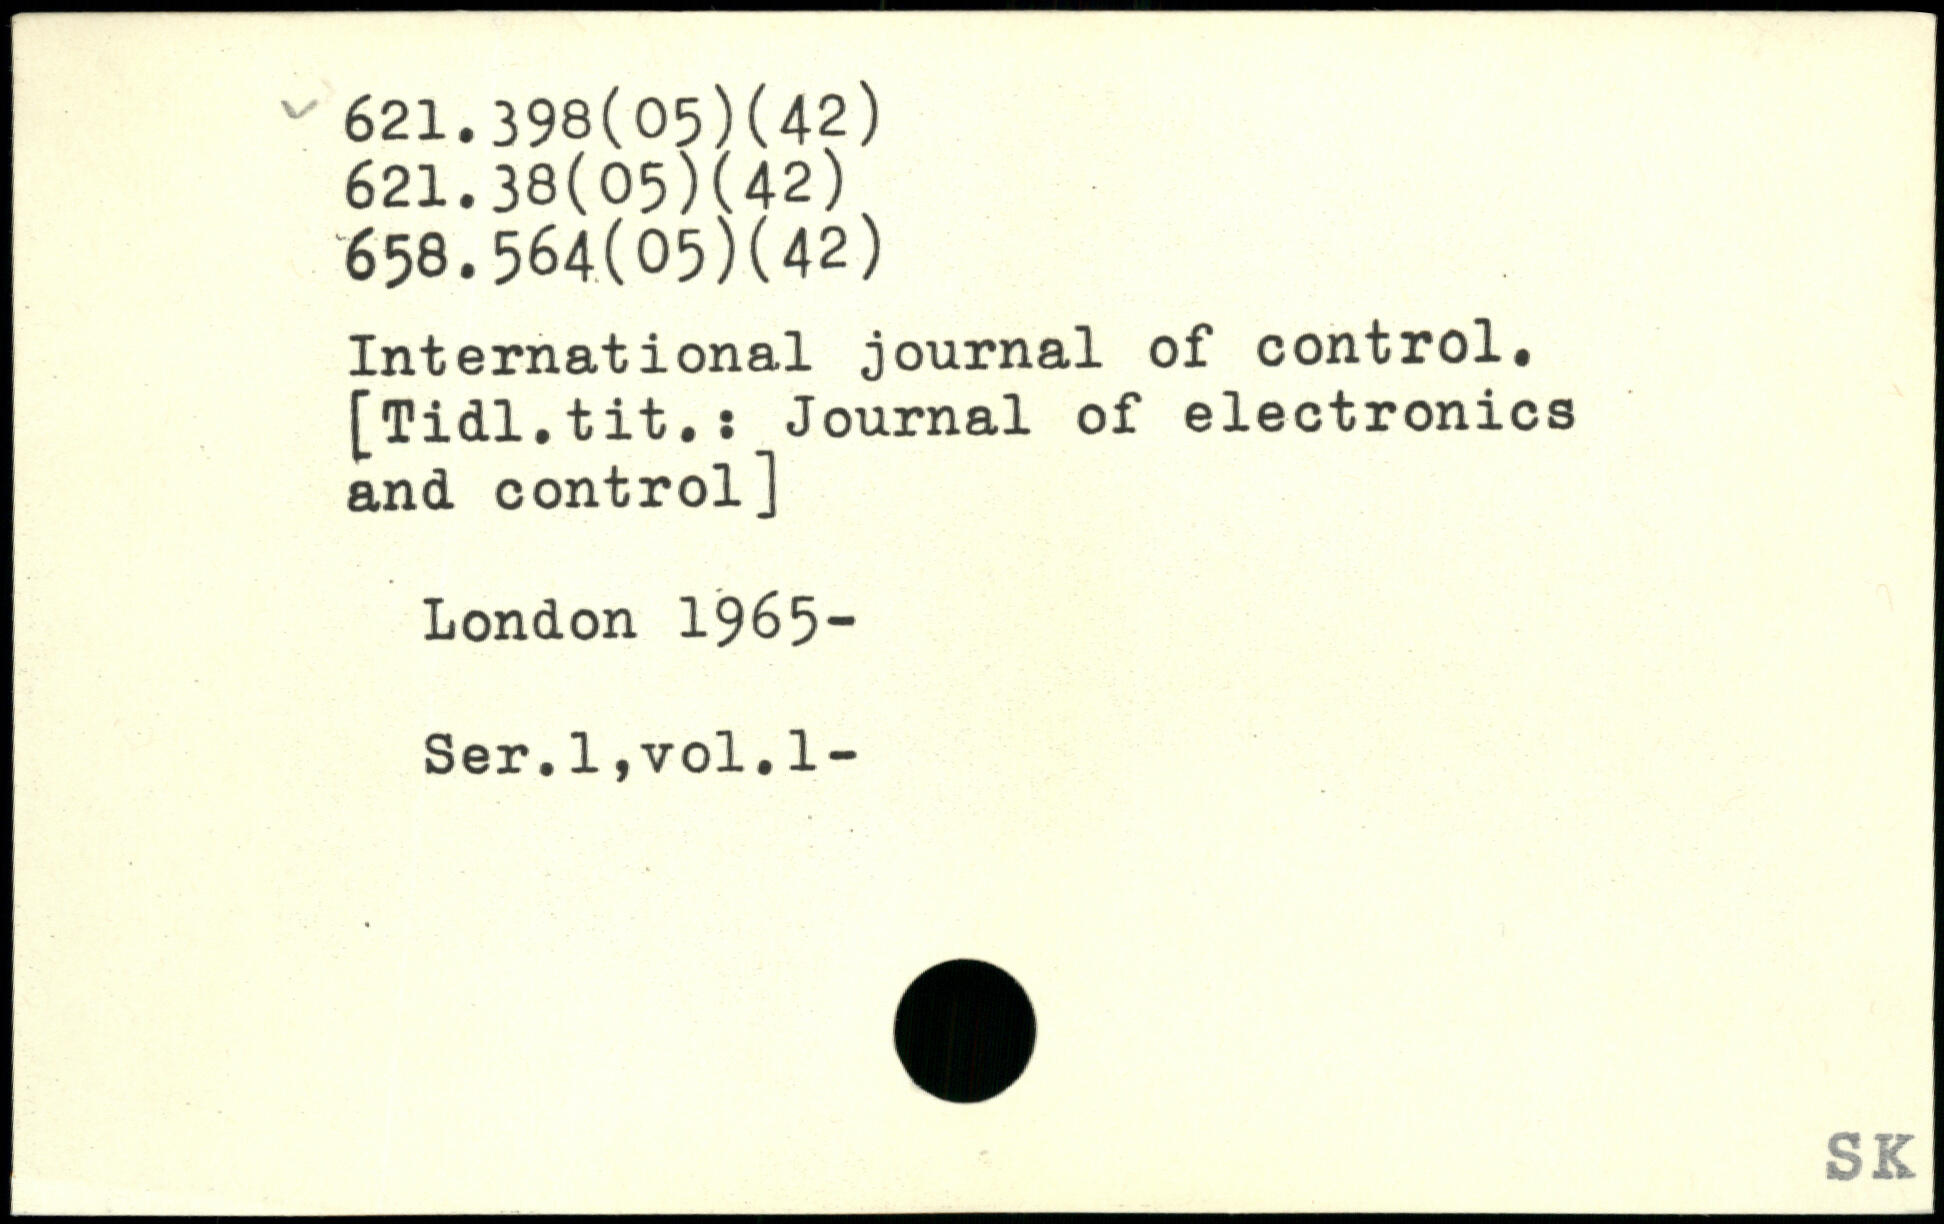 621.398(05)(42)
621.38(05)(42)
658.564(05)(42)
International journal of control.
[Tidl.tit.: Journal of electronics
and control]
London 1965-
Ser.1,vol.1-
SK